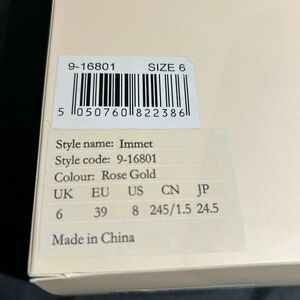 9-16801 SIZE 6
5 050760 822386
Style name: Immet
Style code: 9-16801
Colour: Rose Gold
UK EU US CN JP
6 39 8 245/1.5 24.5
Made in China